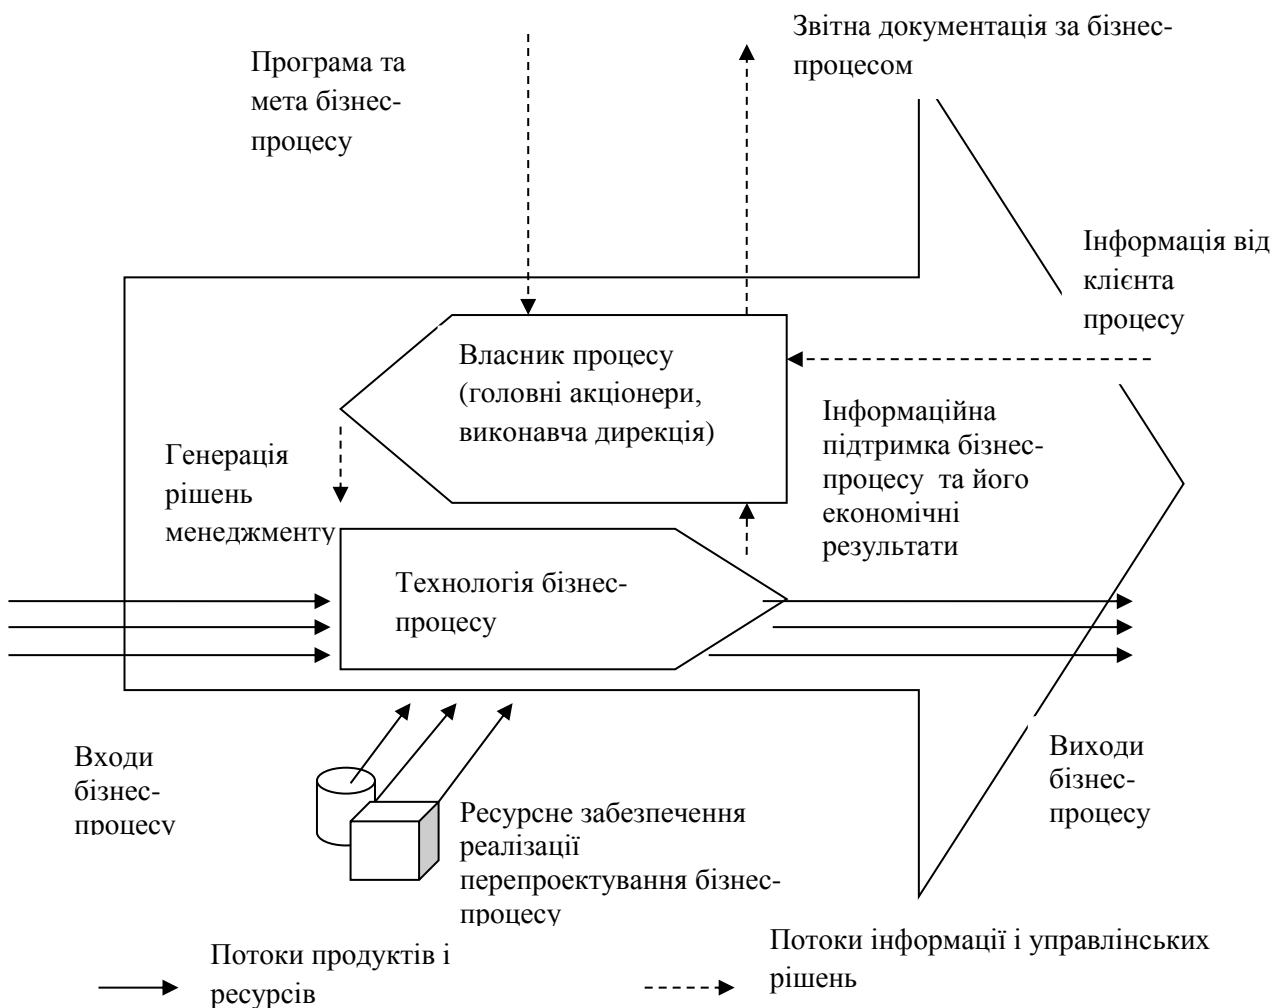 Звітна документація за бізнес-
процесом
Програма та
мета бізнес-
процесу
Інформація від
клієнта
процесу
Власник процесу
(головні акціонери,
виконавча дирекція)
Інформаційна
підтримка бізнес-
процесу та його
економічні
результати
Генерація
рішень
менеджменту
Технологія бізнес-
процесу
Входи
бізнес-
процесу
Виходи
бізнес-
процесу
Ресурсне забезпечення
реалізації
перепроектування бізнес-
процесу
Потоки продуктів і
ресурсів
Потоки інформації і управлінських
рішень